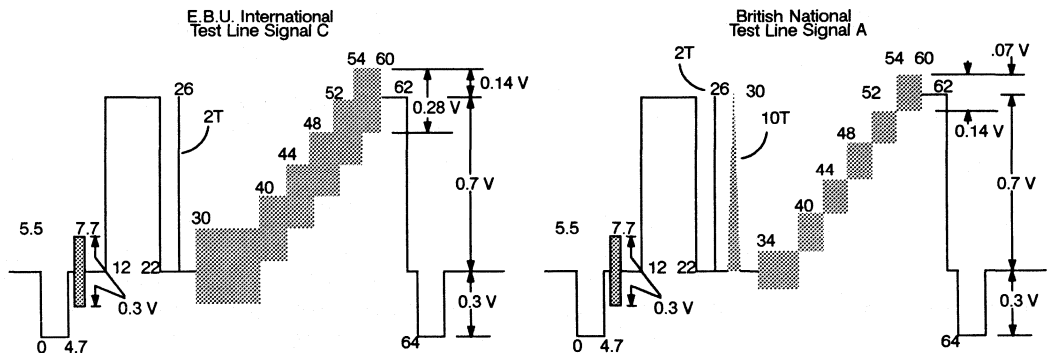 E.B.U. International
Test Line Signal C
54 60
0.14 V
26
52
62
0.28 V
2T
48
44
40
0.7 V
30
5.5
7.7
12
22
0.3 V
0.3 V
0
4.7
64
British National
Test Line Signal A
54 60
.07 V
2T
26
30
52
62
10T
0.14 V
48
44
0.7 V
40
5.5
7.7
34
12
22
0.3 V
0.3 V
0
4.7
64